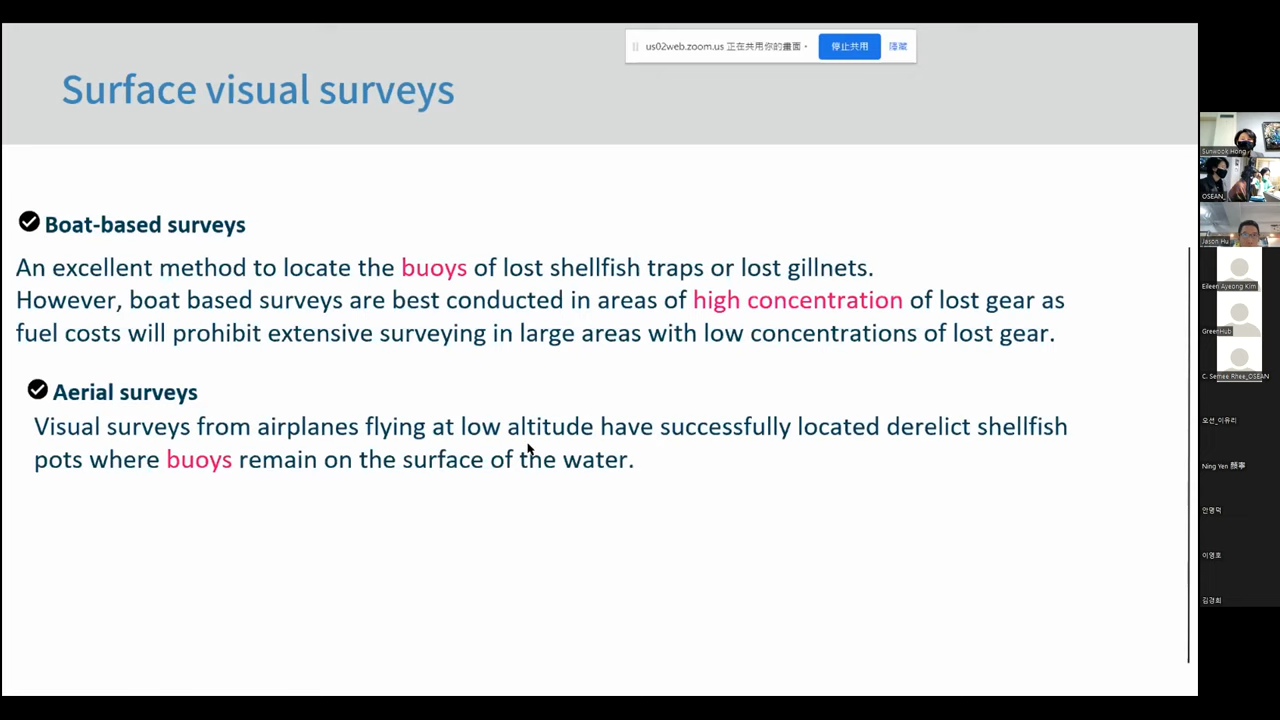 us02web.zoom.us 正在共用你的畫面。
停止共用
隱藏
Surface visual surveys
Boat-based surveys
An excellent method to locate the buoys of lost shellfish traps or lost gillnets.
However, boat based surveys are best conducted in areas of high concentration of lost gear as
fuel costs will prohibit extensive surveying in large areas with low concentrations of lost gear.
Aerial surveys
Visual surveys from airplanes flying at low altitude have successfully located derelict shellfish
pots where buoys remain on the surface of the water.
Sunwook Hong
OSEAN_
Jason Hu
Eileen Ayeong Kim
GreenHub
C. Semee Rhee_OSEAN
오션_이유리
Ning Yen 顏寧
안명덕
이명호
김경희